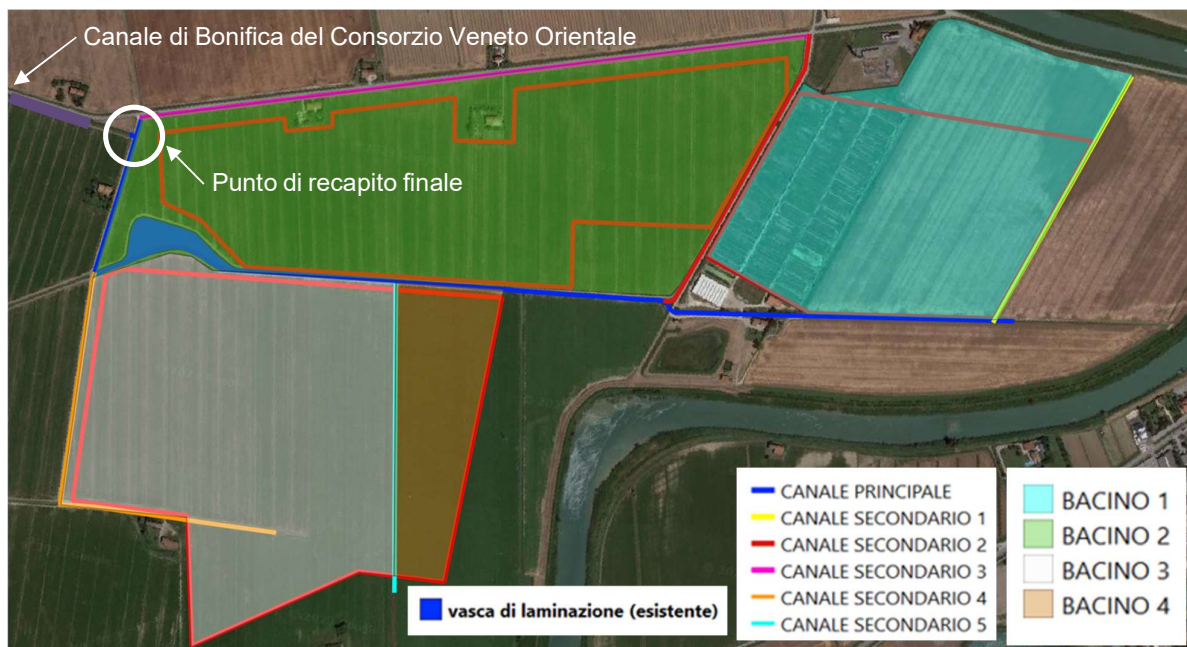 Canale di Bonifica del Consorzio Veneto Orientale
Punto di recapito finale
vasca di laminazione (esistente)
CANALE PRINCIPALE
CANALE SECONDARIO 1
CANALE SECONDARIO 2
CANALE SECONDARIO 3
CANALE SECONDARIO 4
CANALE SECONDARIO 5
BACINO 1
BACINO 2
BACINO 3
BACINO 4